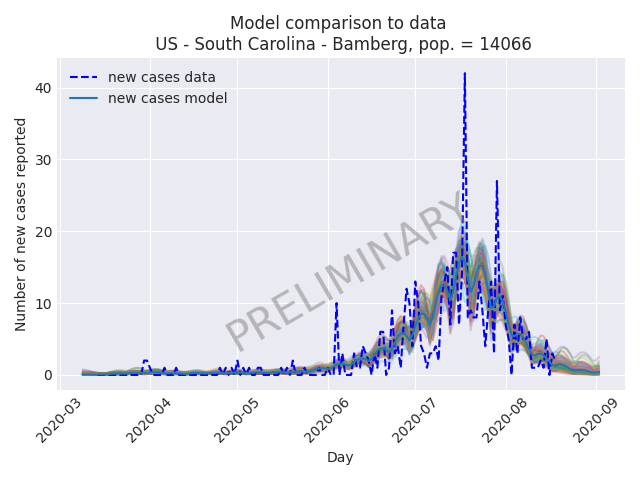 Model comparison to data
US - South Carolina - Bamberg, pop. = 14066
new cases data
new cases model
PRELIMINARY
Number of new cases reported
40
30
20
10
0
2020-03
2020-04
2020-05
2020-06
2020-07
2020-08
2020-09
Day